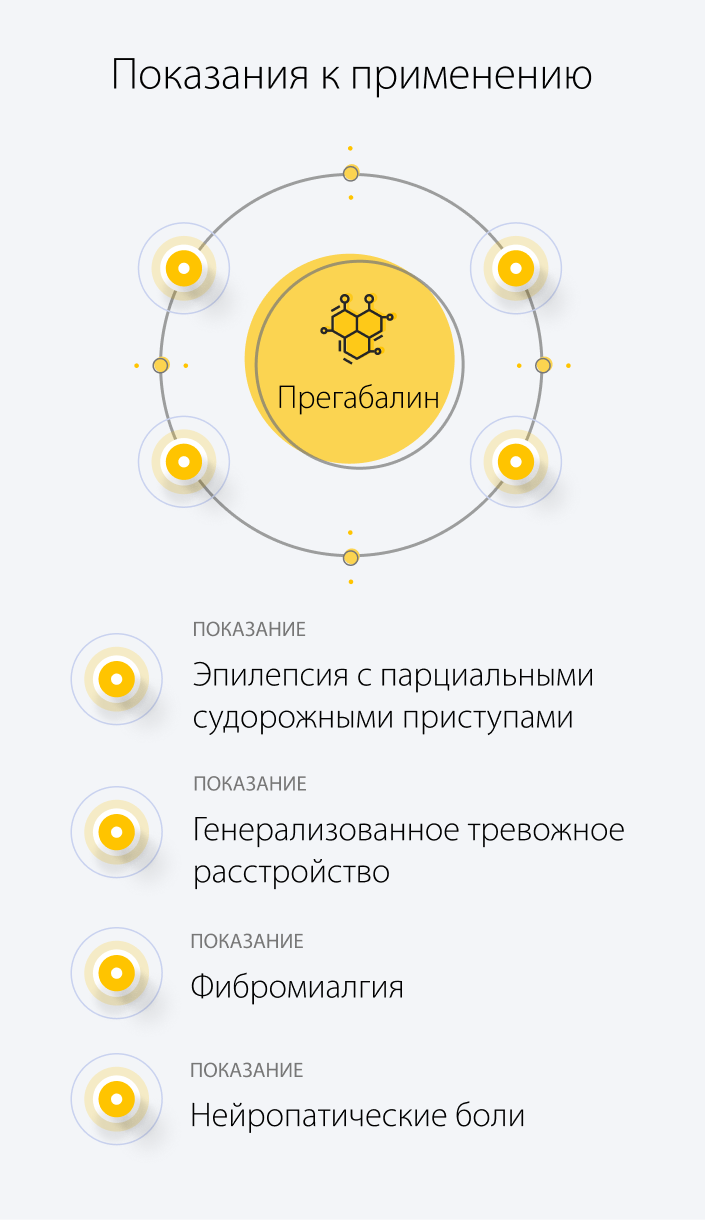 Показания к применению
Прегабалин
ПОКАЗАНИЕ
Эпилепсия с парциальными
судорожными приступами
ПОКАЗАНИЕ
Генерализованное тревожное
расстройство
ПОКАЗАНИЕ
Фибромиалгия
ПОКАЗАНИЕ
Нейропатические боли